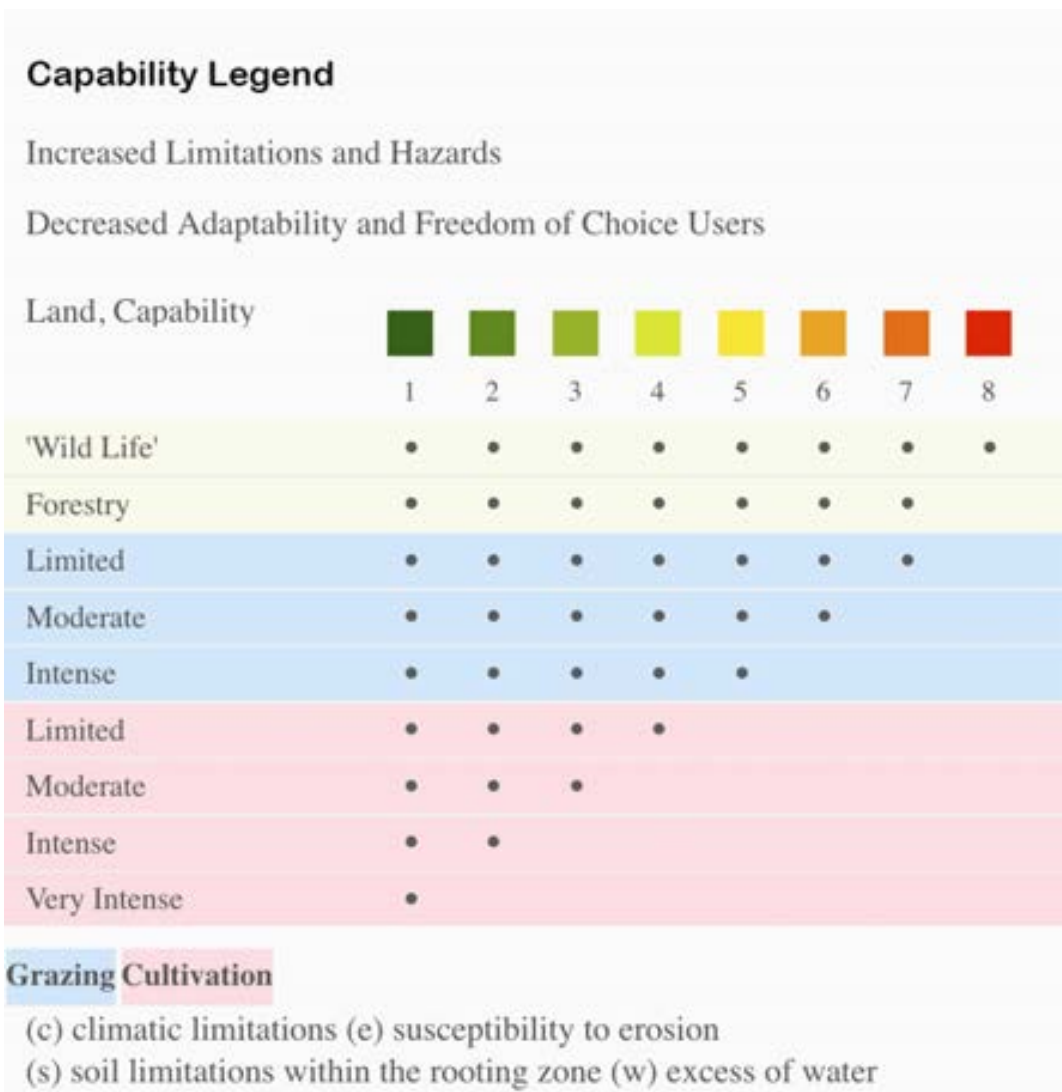 Capability Legend
Increased Limitations and Hazards
Decreased Adaptability and Freedom of Choice Users
Land, Capability
1 2 3 4 5 6 7 8
'Wild Life' • • • • • • • •
Forestry • • • • • • •
Limited • • • • • • •
Moderate • • • • • •
Intense • • • • •
Limited • • • •
Moderate • • •
Intense • •
Very Intense •
Grazing Cultivation
(c) climatic limitations (e) susceptibility to erosion
(s) soil limitations within the rooting zone (w) excess of water